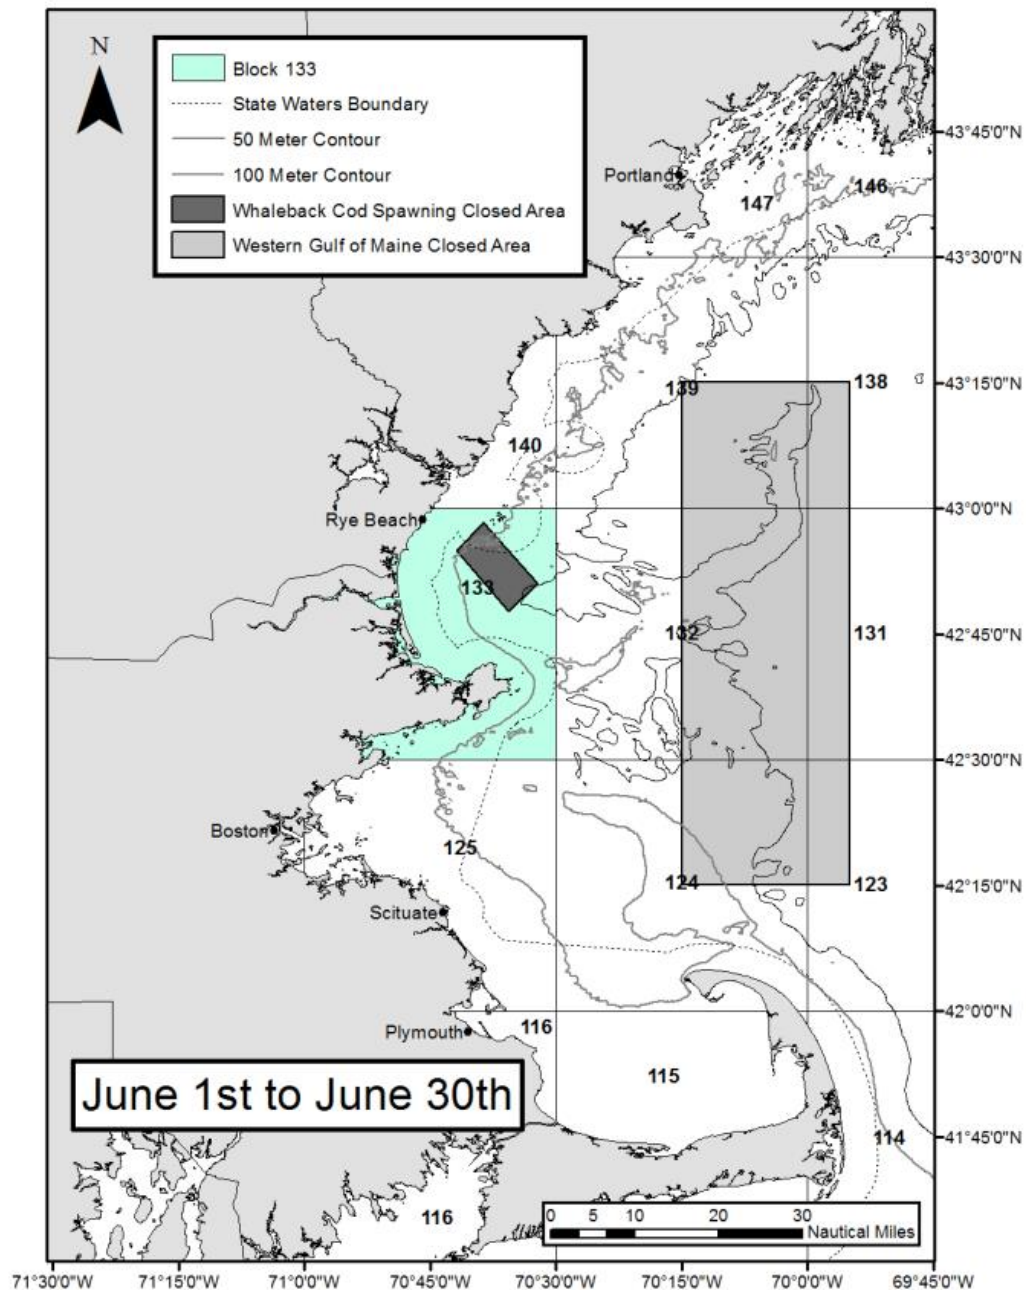 N
Block 133
State Waters Boundary
50 Meter Contour
100 Meter Contour
Whaleback Cod Spawning Closed Area
Western Gulf of Maine Closed Area
Portland
146
147
43°45'0"N
43°30'0"N
43°15'0"N
139
138
140
43°0'0"N
Rye Beach
133
132
131
42°45'0"N
42°30'0"N
Boston
125
124
123
42°15'0"N
Scituate
42°0'0"N
Plymouth
116
115
June 1st to June 30th
114
41°45'0"N
116
0 5 10 20 30
Nautical Miles
71°30'0"W 71°15'0"W 71°0'0"W 70°45'0"W 70°30'0"W 70°15'0"W 70°0'0"W 69°45'0"W